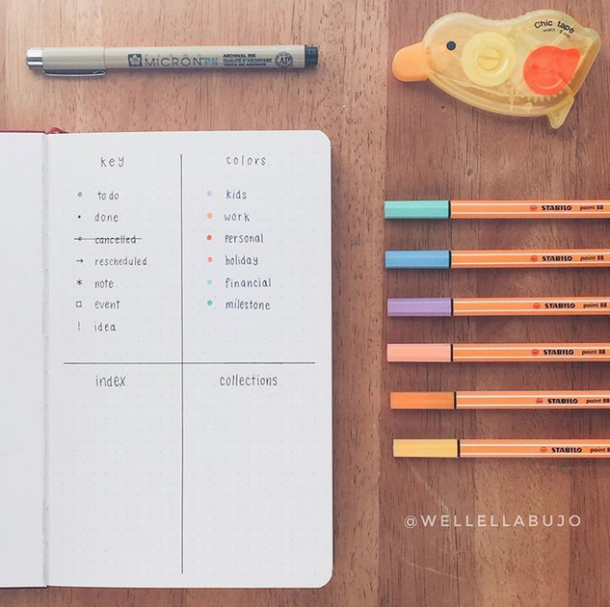 MICRON PN
ARCHIVAL INK
Chic tape
key
to do
done
cancelled
rescheduled
note
event
idea
colors
kids
work
personal
holiday
financial
milestone
index
collections
STABILO point 88
STABILO point 88
STABILO point 88
STABILO point 88
STABILO point 88
STABILO point 88
@WELLELLABUJO